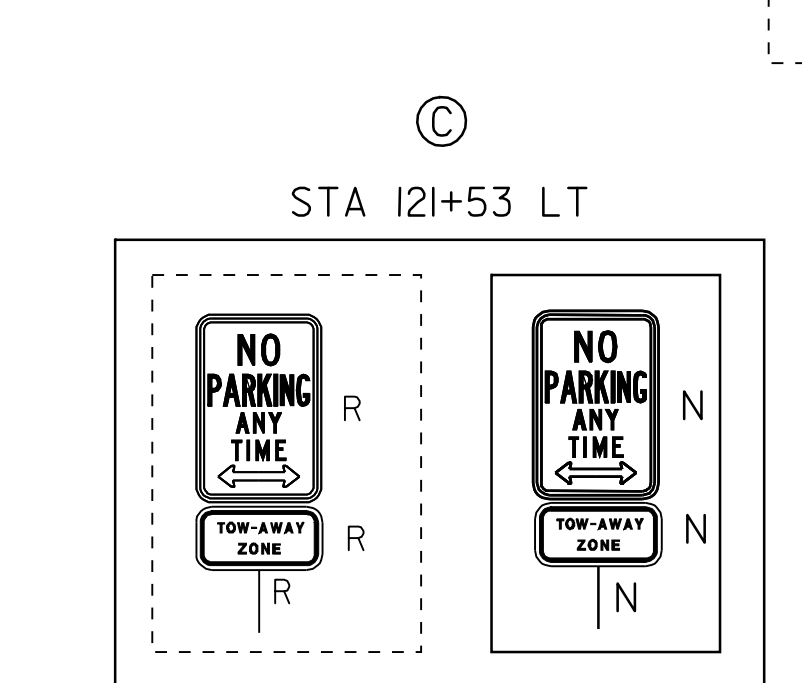 C
STA 121+53 LT
NO
PARKING
ANY
TIME
R
TOW-AWAY
ZONE
R
R
NO
PARKING
ANY
TIME
N
TOW-AWAY
ZONE
N
N